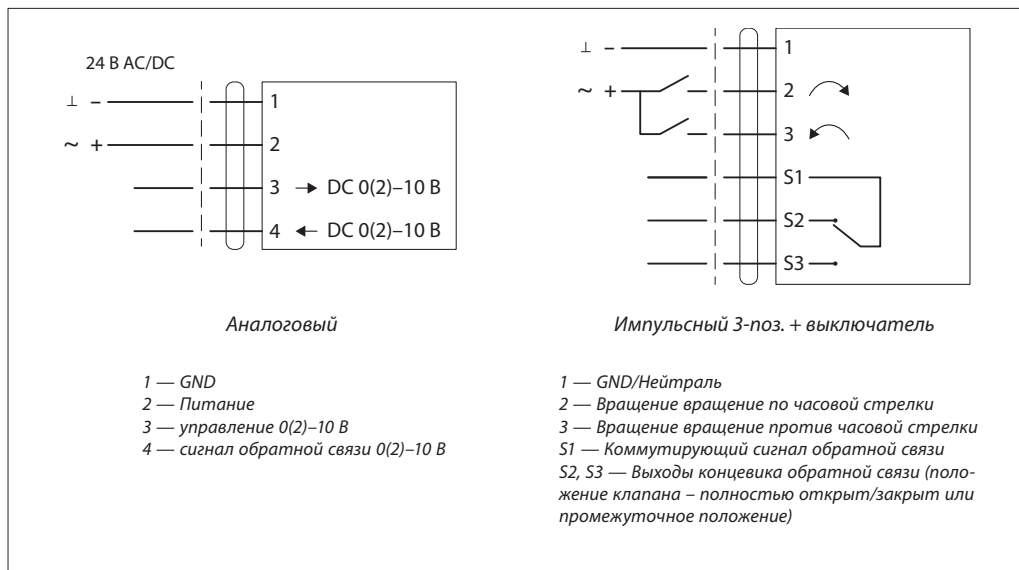 24 В AC/DC
⊥ –
~ +
1
2
3 → DC 0(2)–10 В
4 ← DC 0(2)–10 В
Аналоговый
1 — GND
2 — Питание
3 — управление 0(2)–10 В
4 — сигнал обратной связи 0(2)–10 В
⊥ –
~ +
1
2
3
S1
S2
S3
Импульсный 3-поз. + выключатель
1 — GND/Нейтраль
2 — Вращение вращение по часовой стрелки
3 — Вращение вращение против часовой стрелки
S1 — Коммутирующий сигнал обратной связи
S2, S3 — Выходы концевика обратной связи (поло-
жение клапана – полностью открыт/закрыт или
промежуточное положение)